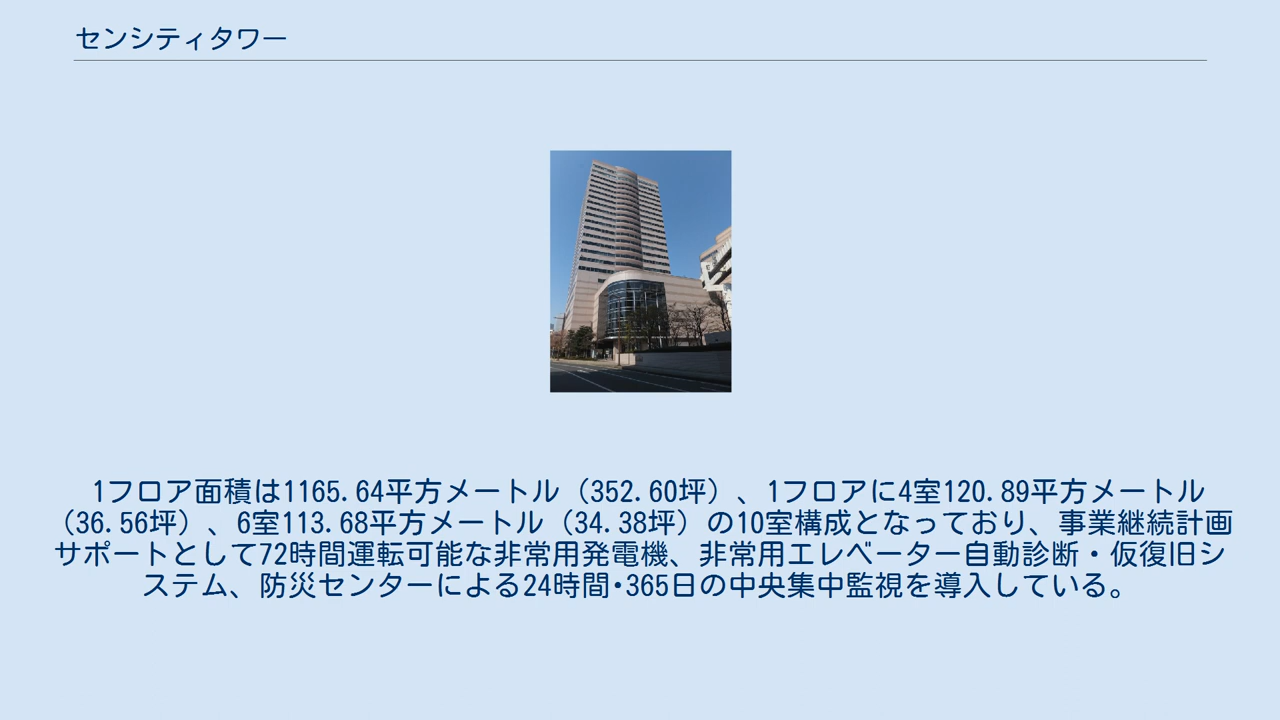 センシティタワー
1フロア面積は1165.64平方メートル（352.60坪）、1フロアに4室120.89平方メートル
（36.56坪）、6室113.68平方メートル（34.38坪）の10室構成となっており、事業継続計画
サポートとして72時間運転可能な非常用発電機、非常用エレベーター自動診断・仮復旧シ
ステム、防災センターによる24時間･365日の中央集中監視を導入している。